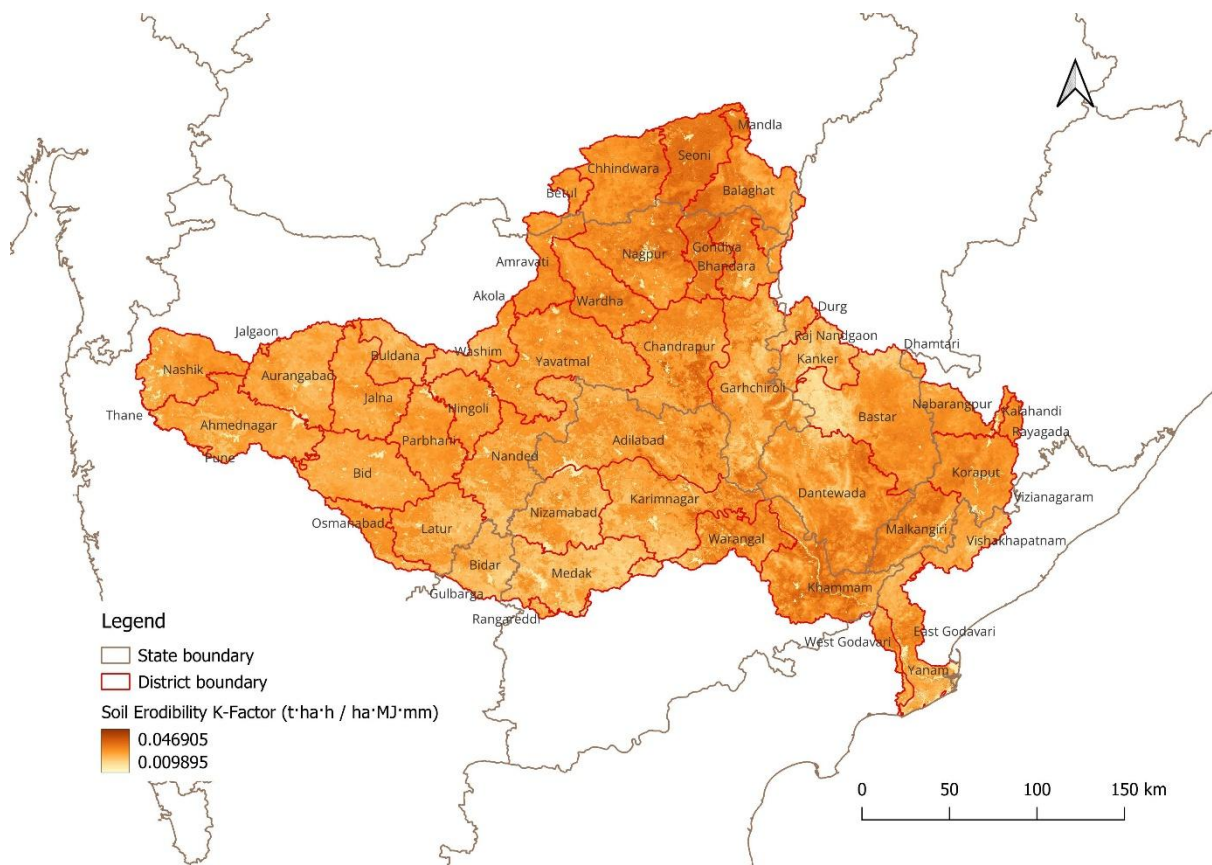 Mandla
Seoni
Chhindwara
Balaghat
Betul
Nagpur
Gondiya
Bhandara
Amravati
Akola
Wardha
Durg
Jalgaon
Raj Nandgaon
Dhamtari
Washim
Buldana
Yavatmal
Chandrapur
Kanker
Nashik
Aurangabad
Garhchiroli
Jalna
Hingoli
Bastar
Nabarangpur
Kalahandi
Thane
Ahmednagar
Parbhani
Adilabad
Rayagada
Pune
Nanded
Bid
Koraput
Dantewada
Karimnagar
Vizianagaram
Nizamabad
Osmanabad
Latur
Malkangiri
Warangal
Vishakhapatnam
Bidar
Medak
Khammam
Gulbarga
Rangareddi
East Godavari
West Godavari
Yanam
Legend
State boundary
District boundary
Soil Erodibility K-Factor (t·ha·h / ha·MJ·mm)
0.046905
0.009895
0 50 100 150 km